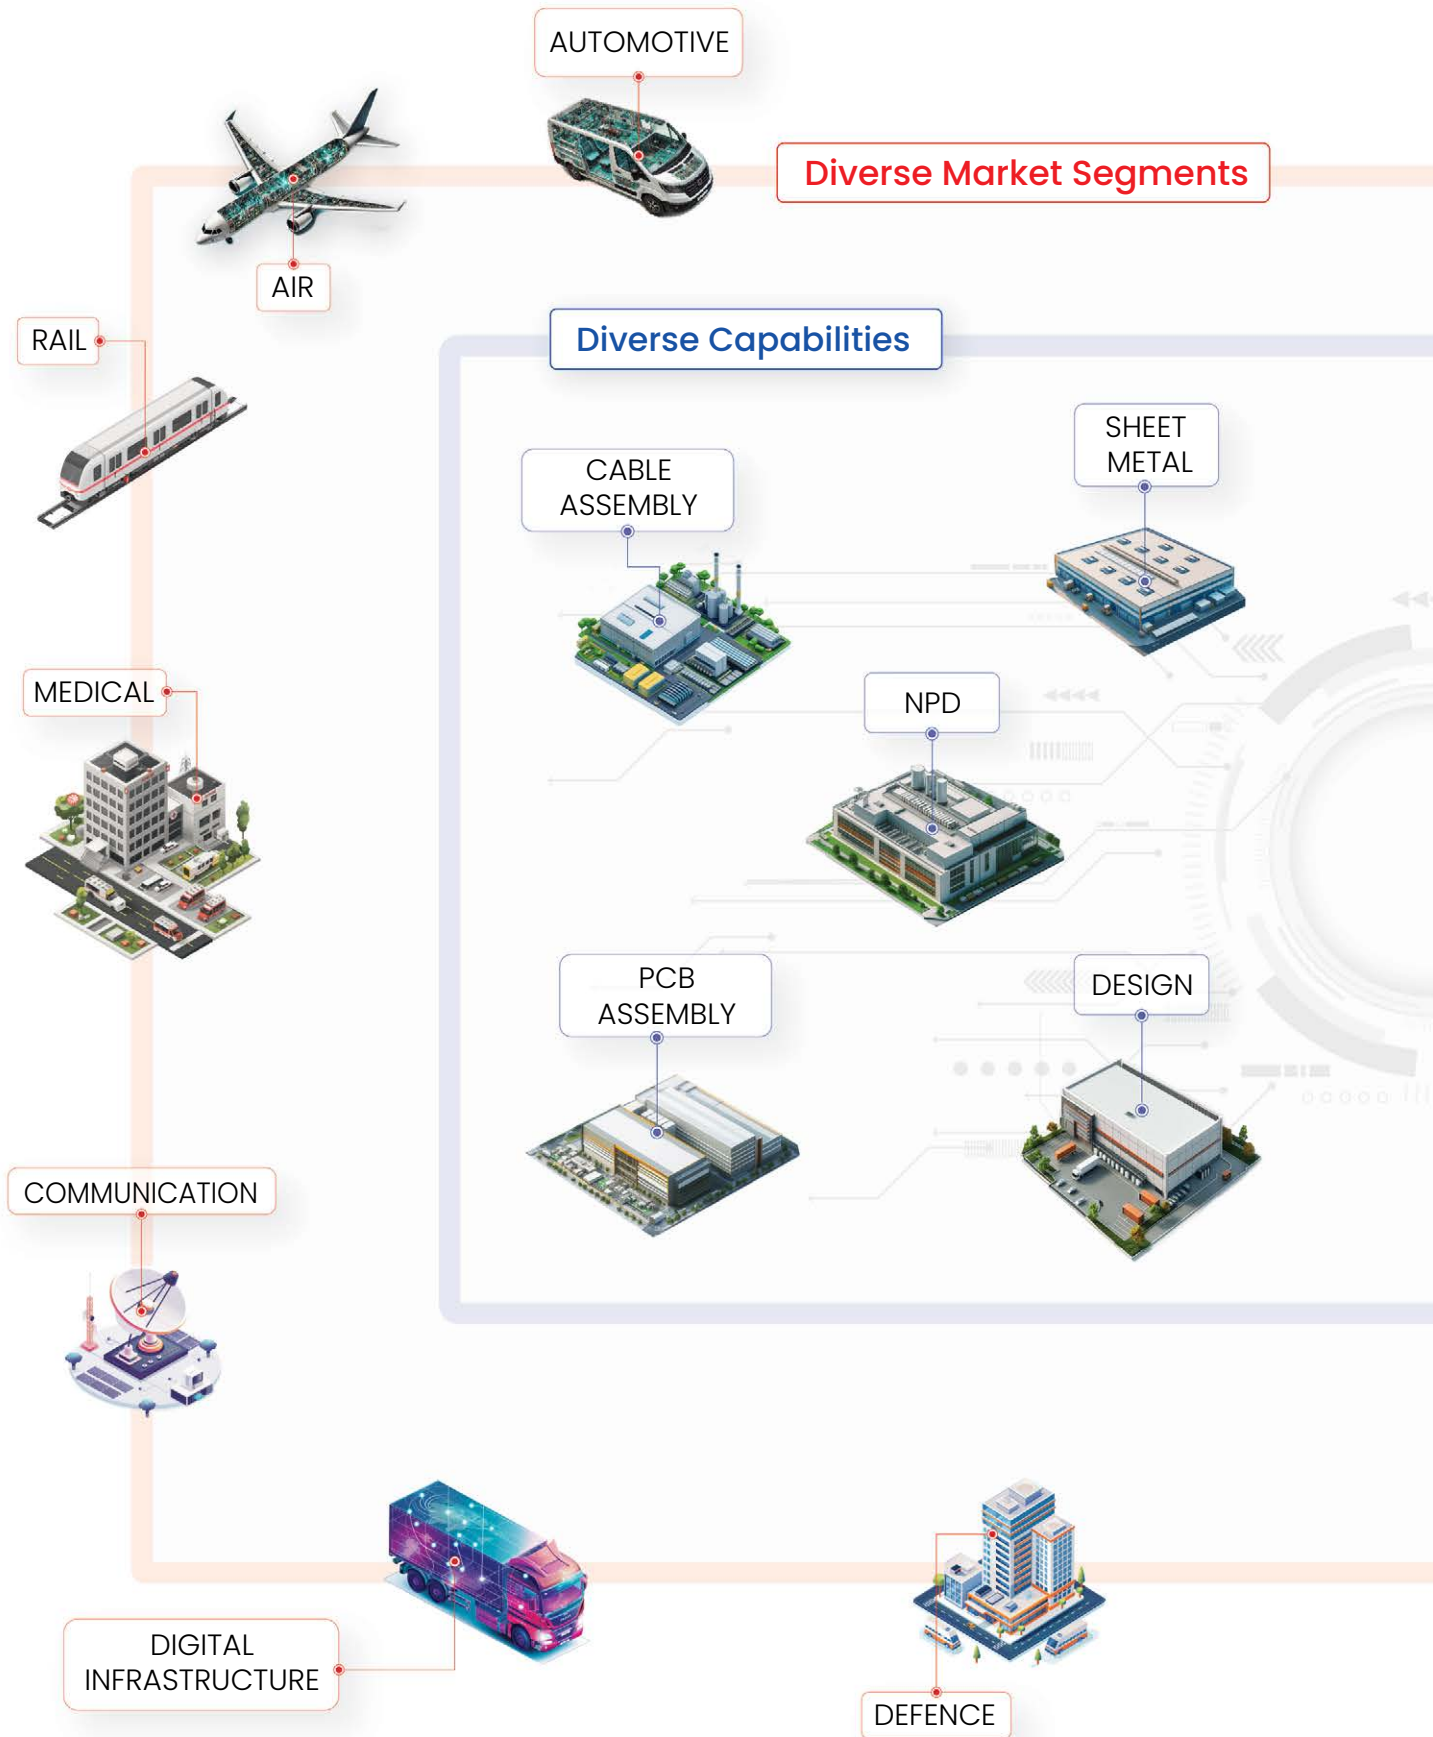 AUTOMOTIVE
Diverse Market Segments
AIR
RAIL
Diverse Capabilities
SHEET
METAL
CABLE
ASSEMBLY
MEDICAL
NPD
PCB
ASSEMBLY
DESIGN
COMMUNICATION
DIGITAL
INFRASTRUCTURE
DEFENCE